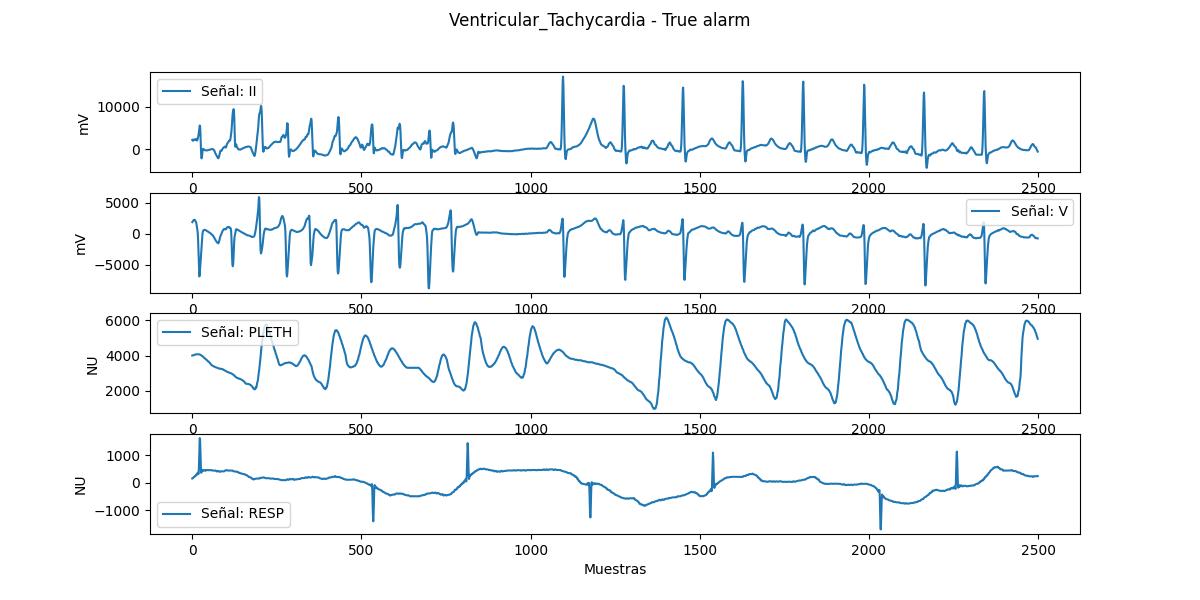 Ventricular_Tachycardia - True alarm
Señal: II
mV
10000
0
0 500 1000 1500 2000 2500
Señal: V
mV
5000
0
−5000
0 500 1000 1500 2000 2500
Señal: PLETH
NU
6000
4000
2000
0 500 1000 1500 2000 2500
Señal: RESP
NU
1000
0
−1000
0 500 1000 1500 2000 2500
Muestras